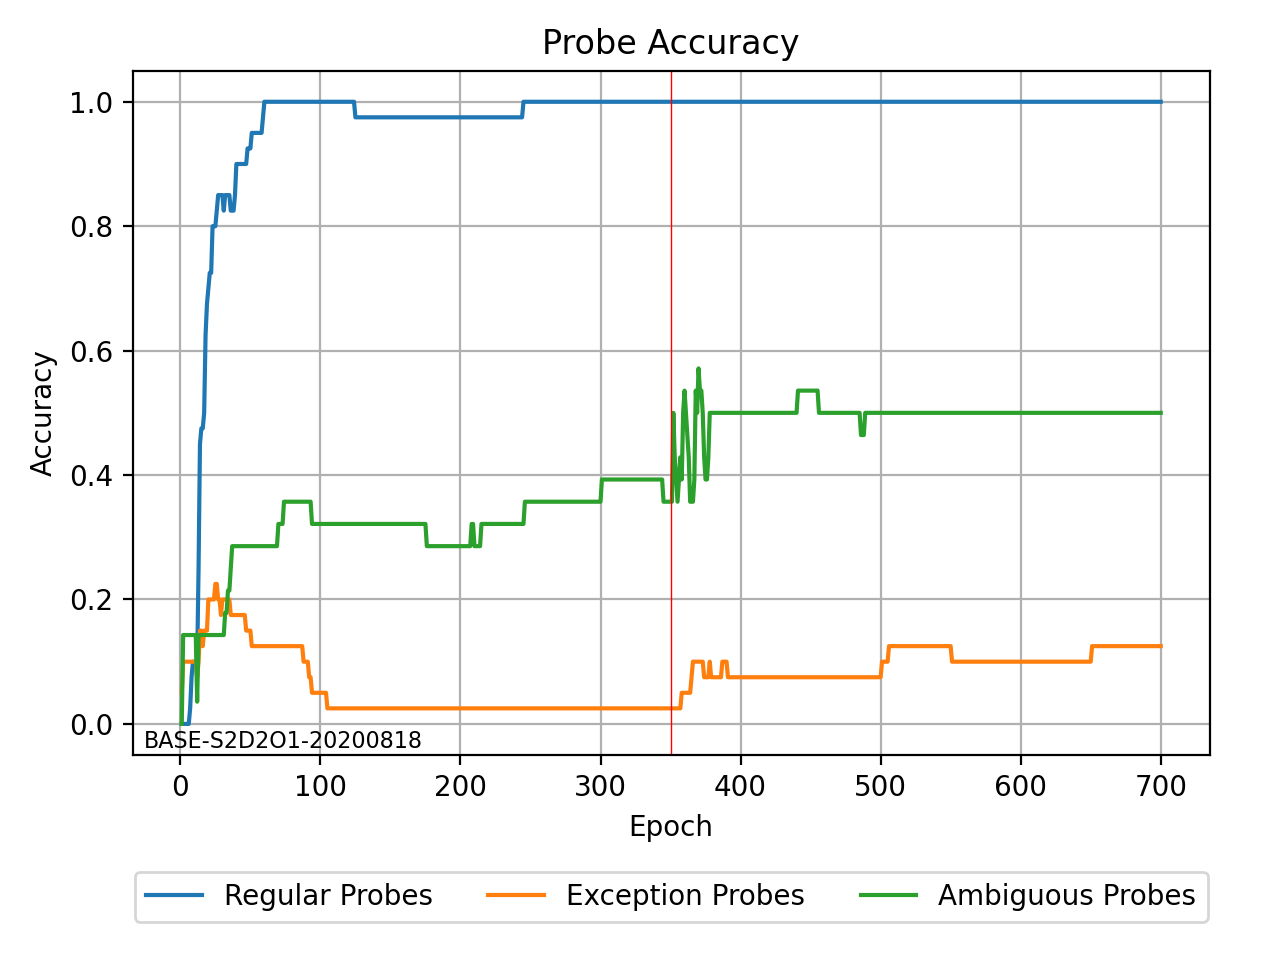 Probe Accuracy
1.0
0.8
0.6
0.4
0.2
0.0
Accuracy
BASE-S2D2O1-20200818
0 100 200 300 400 500 600 700
Epoch
Regular Probes Exception Probes Ambiguous Probes